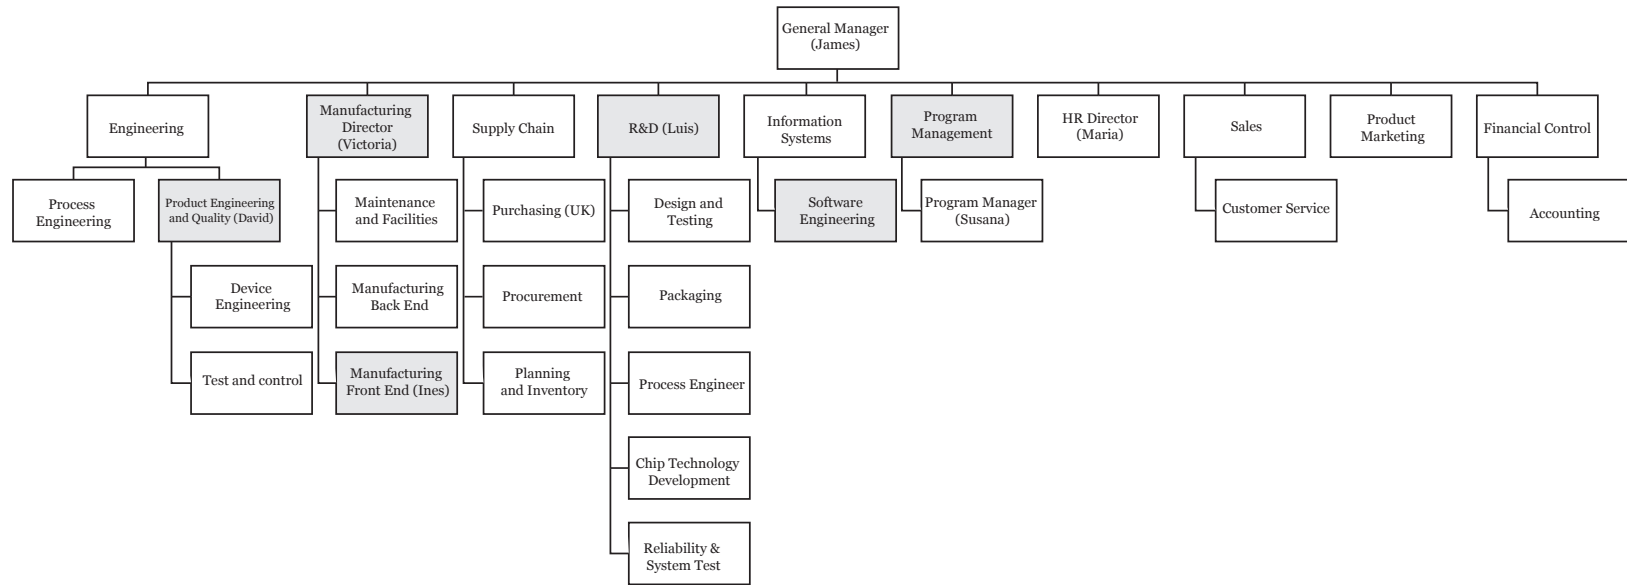 General Manager
(James)
Engineering
Manufacturing
Director
(Victoria)
Supply Chain
R&D (Luis)
Information
Systems
Program
Management
HR Director
(Maria)
Sales
Product
Marketing
Financial Control
Process
Engineering
Product Engineering
and Quality (David)
Maintenance
and Facilities
Purchasing (UK)
Design and
Testing
Software
Engineering
Program Manager
(Susana)
Customer Service
Accounting
Device
Engineering
Manufacturing
Back End
Procurement
Packaging
Test and control
Manufacturing
Front End (Ines)
Planning
and Inventory
Process Engineer
Chip Technology
Development
Reliability &
System Test